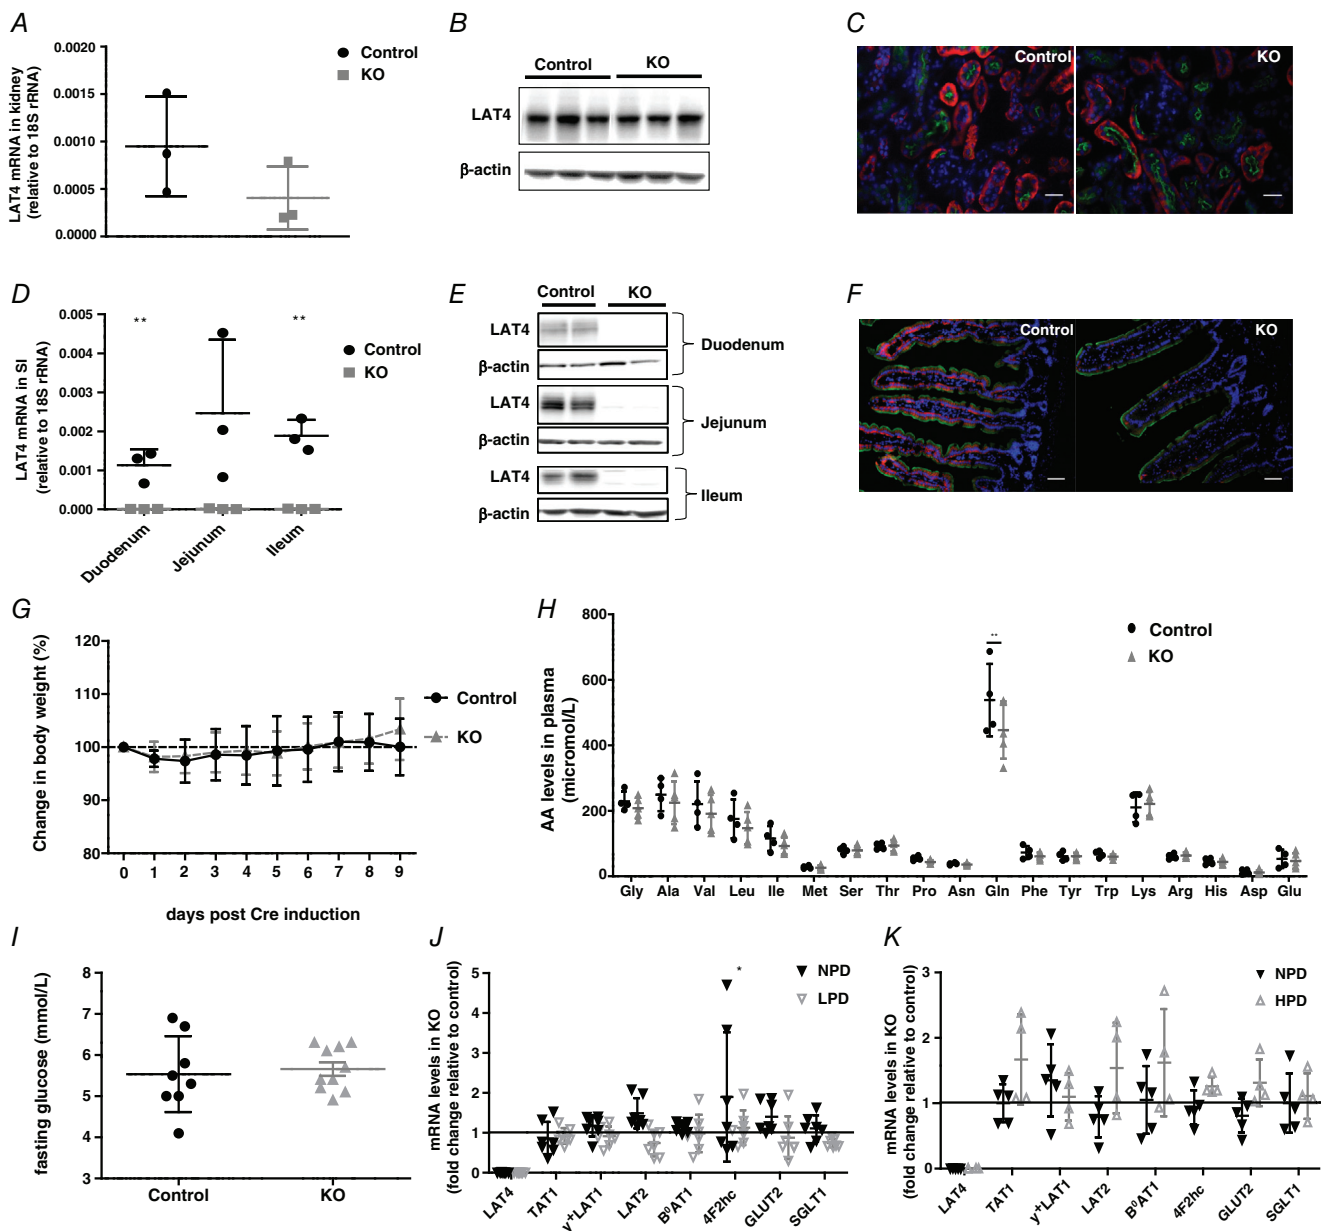 A
LAT4 mRNA in kidney
(relative to 18S rRNA)
0.0020
0.0015
0.0010
0.0005
0.0000
Control
KO
B
Control KO
LAT4
β-actin
C
Control
KO
D
LAT4 mRNA in SI
(relative to 18S rRNA)
0.005
0.004
0.003
0.002
0.001
0.000
** **
Control
KO
Duodenum Jejunum Ileum
E
Control KO
LAT4
β-actin
Duodenum
LAT4
β-actin
Jejunum
LAT4
β-actin
Ileum
F
Control
KO
G
Change in body weight (%)
120
110
100
90
80
0 1 2 3 4 5 6 7 8 9
days post Cre induction
Control
KO
H
AA levels in plasma
(micromol/L)
800
600
400
200
0
**
Control
KO
Gly Ala Val Leu Ile Met Ser Thr Pro Asn Gln Phe Tyr Trp Lys Arg His Asp Glu
I
fasting glucose (mmol/L)
8
7
6
5
4
3
Control KO
J
mRNA levels in KO
(fold change relative to control)
5
4
3
2
1
0
*
NPD
LPD
LAT4 TAT1 y⁺LAT1 LAT2 B⁰AT1 4F2hc GLUT2 SGLT1
K
mRNA levels in KO
(fold change relative to control)
3
2
1
0
NPD
HPD
LAT4 TAT1 y⁺LAT1 LAT2 B⁰AT1 4F2hc GLUT2 SGLT1